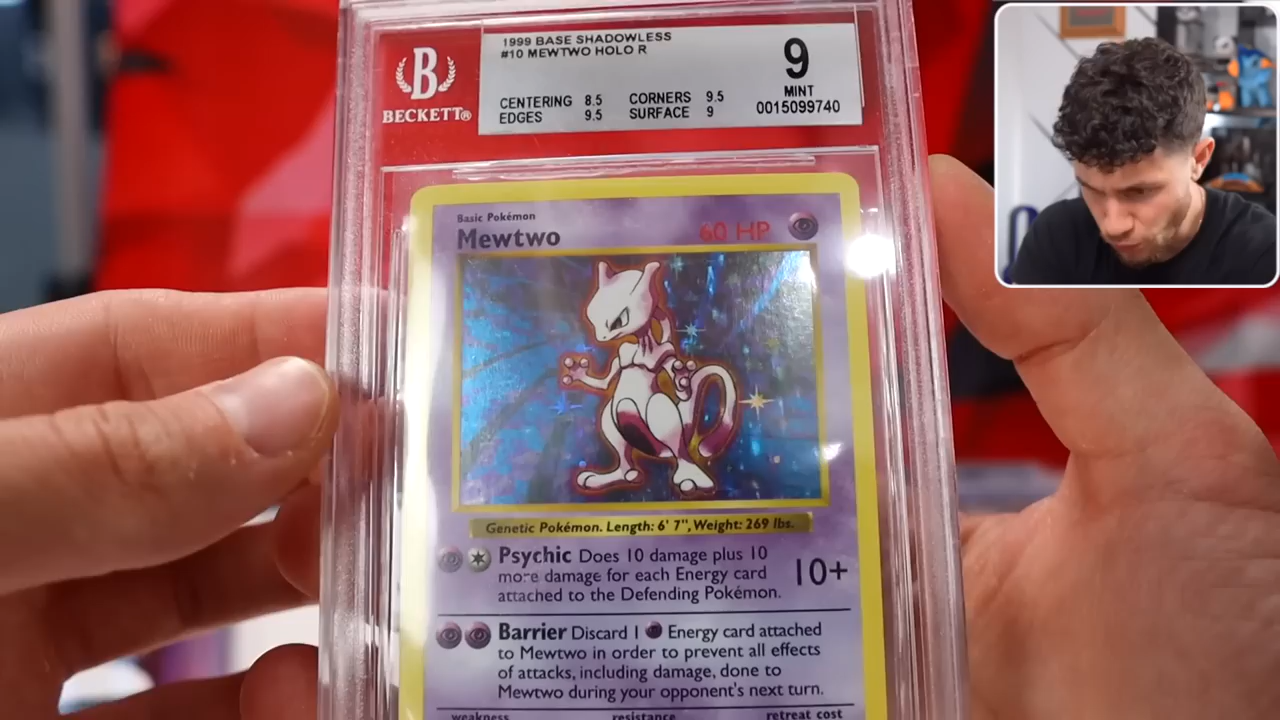 B
BECKETT®
1999 BASE SHADOWLESS
#10 MEWTWO HOLO R
CENTERING 8.5 CORNERS 9.5
EDGES 9.5 SURFACE 9
9
MINT
0015099740
Basic Pokémon
Mewtwo 60 HP
Genetic Pokémon. Length: 6' 7", Weight: 269 lbs.
Psychic Does 10 damage plus 10
more damage for each Energy card
attached to the Defending Pokémon.
10+
Barrier Discard 1 Energy card attached
to Mewtwo in order to prevent all effects
of attacks, including damage, done to
Mewtwo during your opponent's next turn.
weakness resistance retreat cost